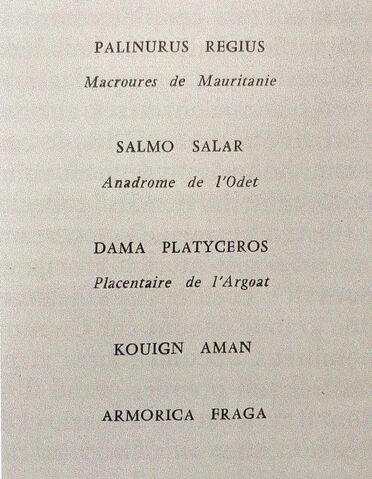 PALINURUS REGIUS
Macroures de Mauritanie
SALMO SALAR
Anadrome de l'Odet
DAMA PLATYCEROS
Placentaire de l'Argoat
KOUIGN AMAN
ARMORICA FRAGA